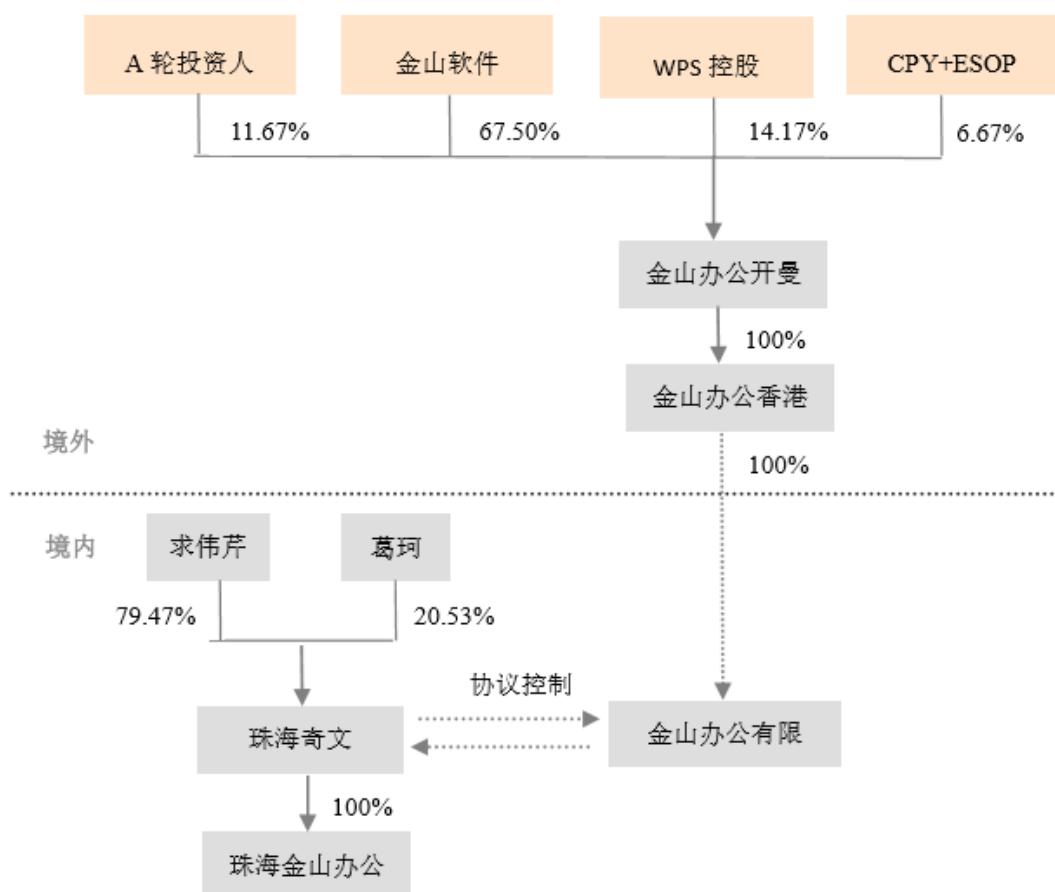 A 轮投资人
金山软件
WPS 控股
CPY+ESOP
11.67%
67.50%
14.17%
6.67%
金山办公开曼
100%
金山办公香港
境外
100%
境内
求伟芹
葛珂
79.47%
20.53%
协议控制
珠海奇文
金山办公有限
100%
珠海金山办公